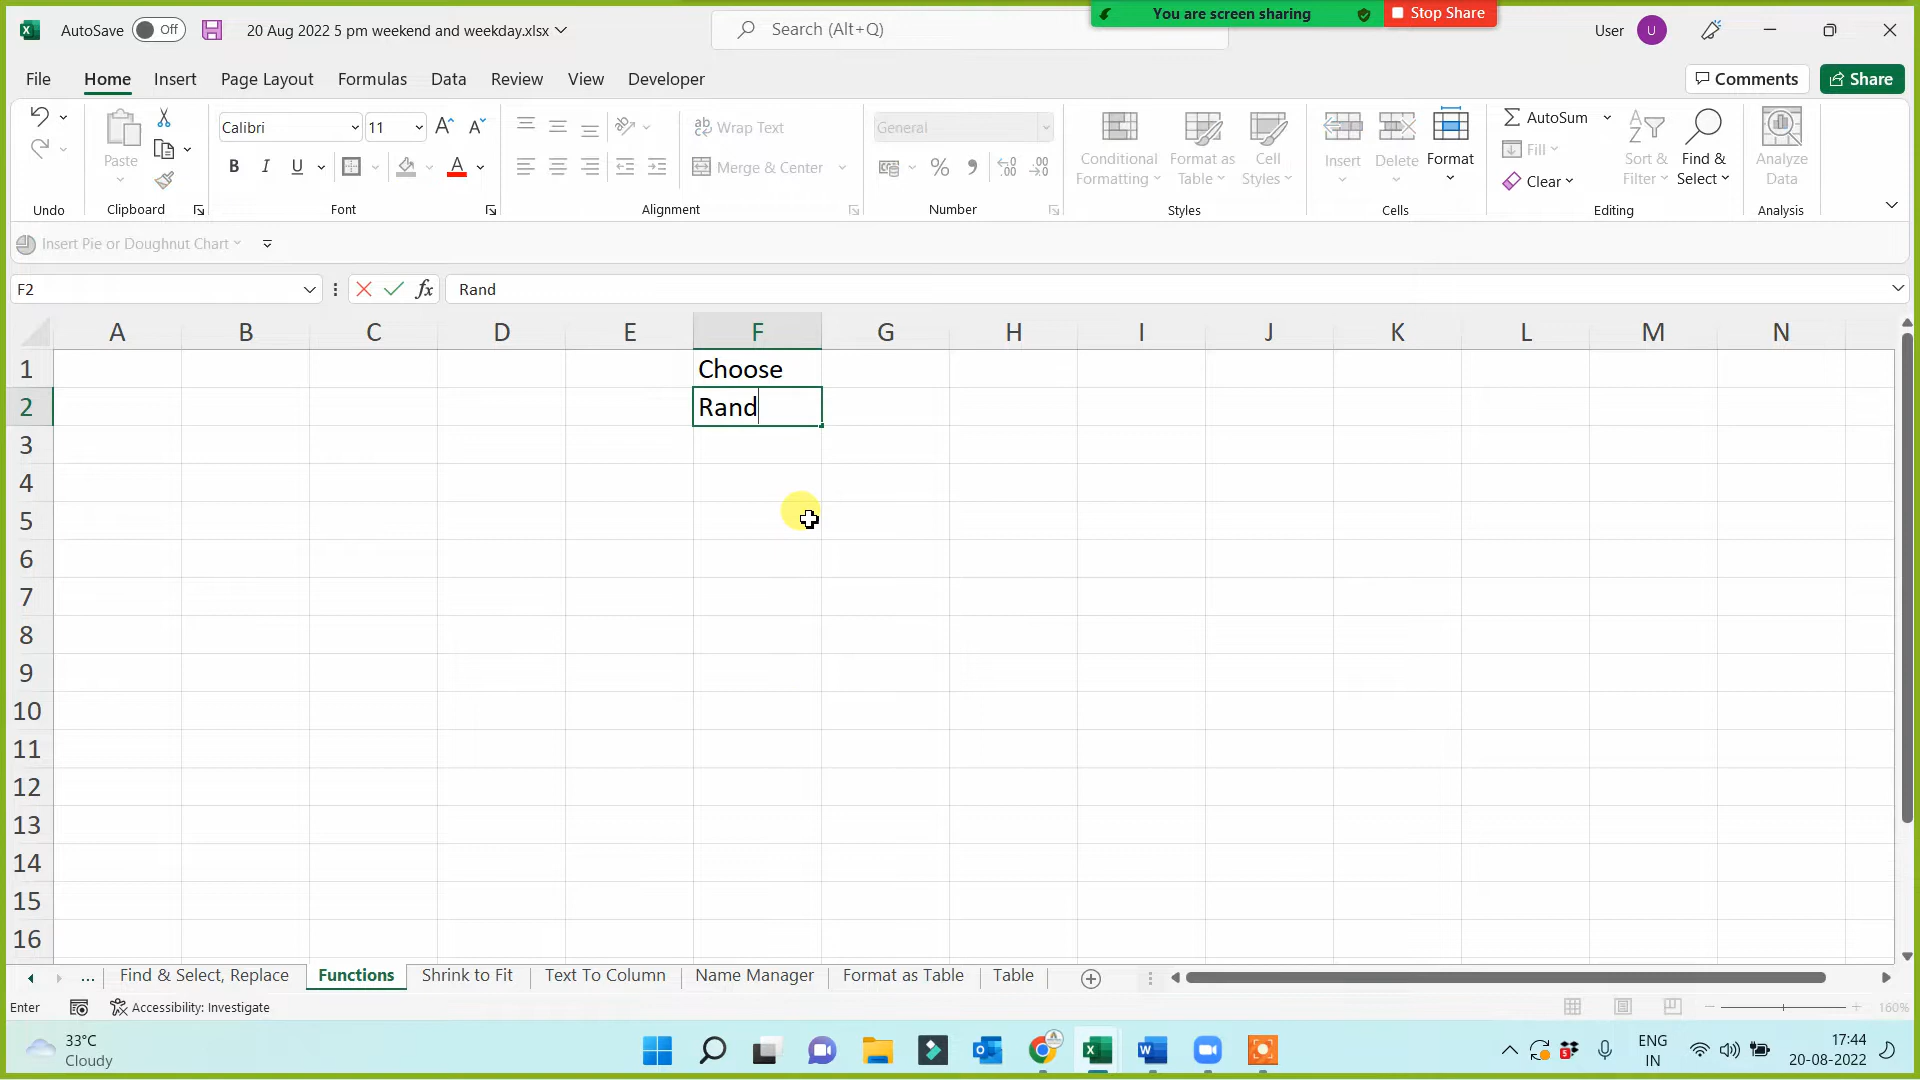 You are screen sharing
Stop Share
AutoSave
Off
20 Aug 2022 5 pm weekend and weekday.xlsx
Search (Alt+Q)
User
U
File
Home
Insert
Page Layout
Formulas
Data
Review
View
Developer
Comments
Share
Paste
Calibri
11
B
I
U
A
ab
Wrap Text
Merge & Center
General
%
Conditional
Formatting
Format as
Table
Cell
Styles
Insert
Delete
Format
AutoSum
Fill
Clear
Sort &
Filter
Find &
Select
Analyze
Data
Undo
Clipboard
Font
Alignment
Number
Styles
Cells
Editing
Analysis
Insert Pie or Doughnut Chart
F2
fx
Rand
A B C D E F G H I J K L M N
1 Choose
2 Rand
3
4
5
6
7
8
9
10
11
12
13
14
15
16
... Find & Select, Replace Functions Shrink to Fit Text To Column Name Manager Format as Table Table
Enter
Accessibility: Investigate
160%
33°C
Cloudy
ENG
IN
17:44
20-08-2022